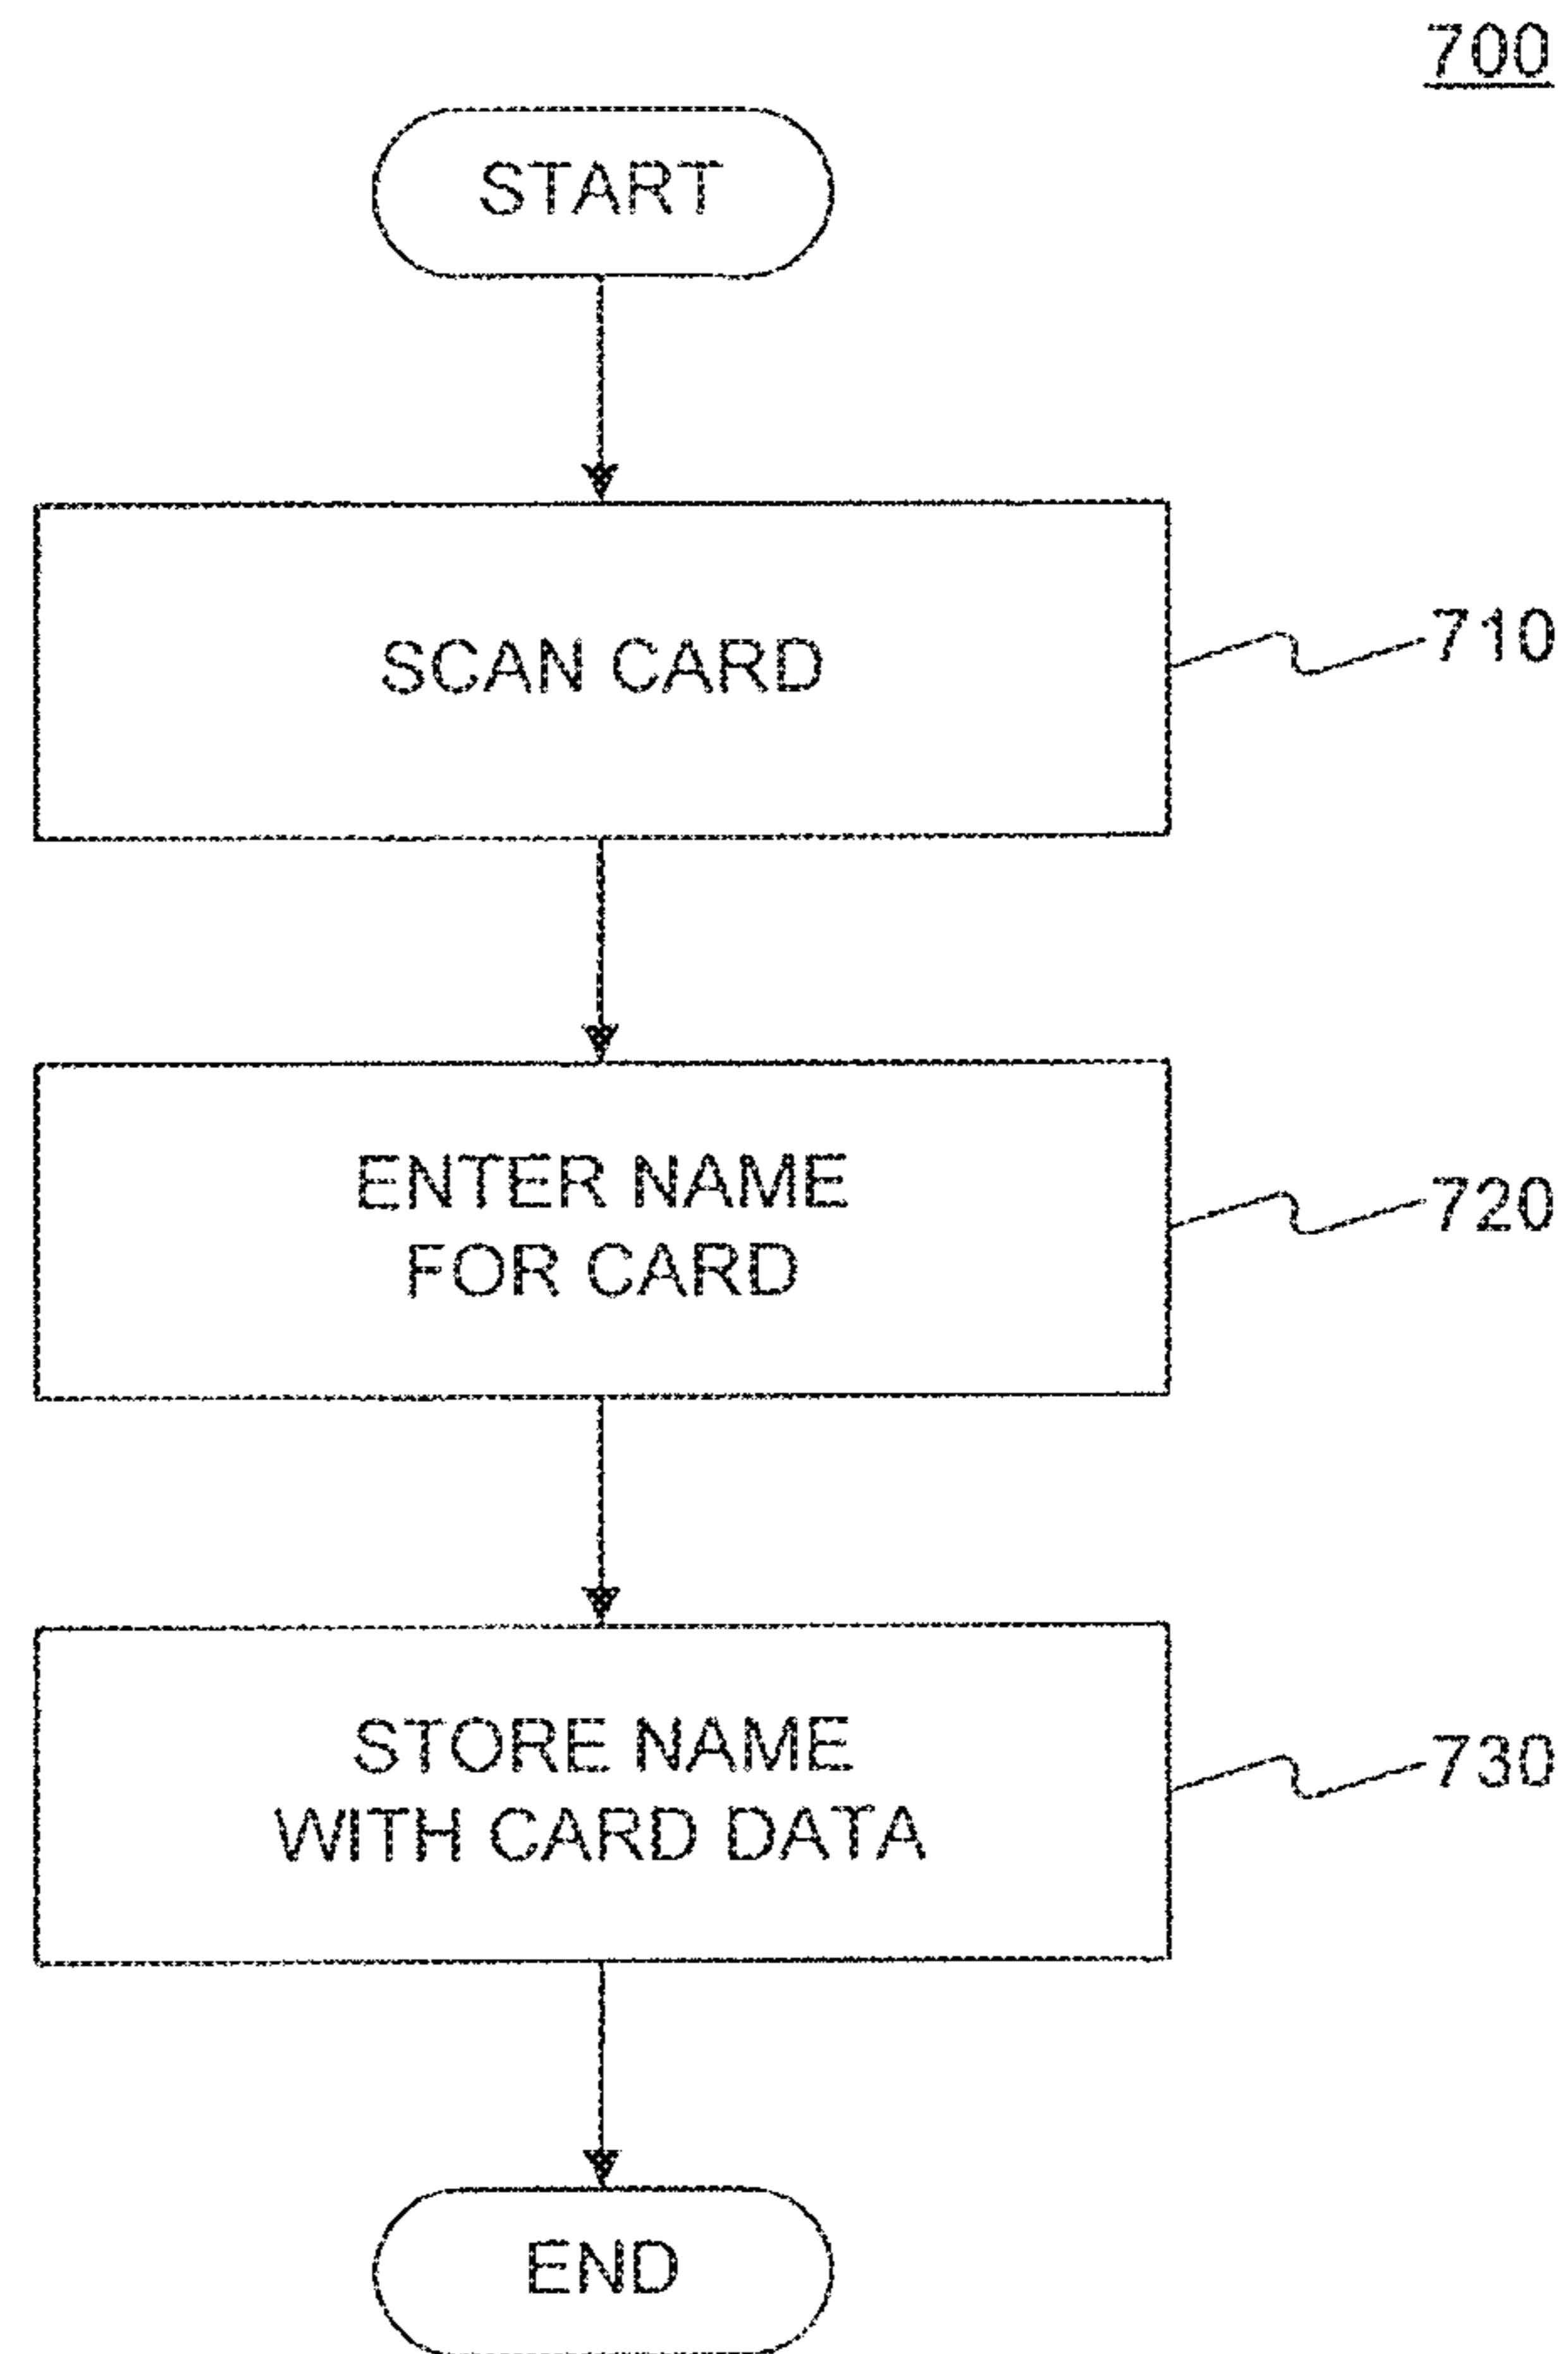 700
START
SCAN CARD
710
ENTER NAME
FOR CARD
720
STORE NAME
WITH CARD DATA
730
END